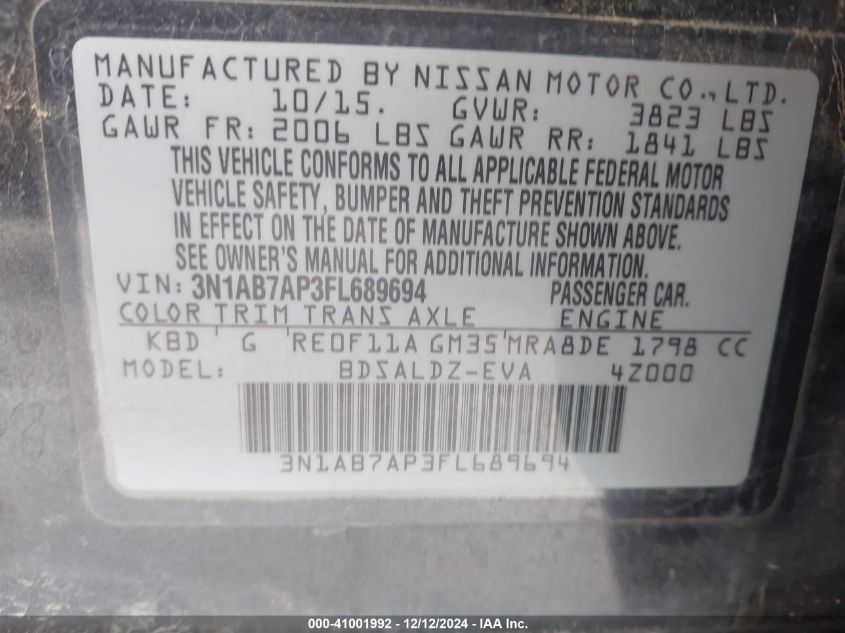 MANUFACTURED BY NISSAN MOTOR CO.,LTD.
DATE: 10/15. GVWR: 3823 LBS
GAWR FR: 2006 LBS GAWR RR: 1841 LBS
THIS VEHICLE CONFORMS TO ALL APPLICABLE FEDERAL MOTOR
VEHICLE SAFETY, BUMPER AND THEFT PREVENTION STANDARDS
IN EFFECT ON THE DATE OF MANUFACTURE SHOWN ABOVE.
SEE OWNER'S MANUAL FOR ADDITIONAL INFORMATION.
VIN: 3N1AB7AP3FL689694 PASSENGER CAR.
COLOR TRIM TRANS AXLE ENGINE
KBD G RE0F11A GM35 MRA8DE 1798 CC
MODEL: BDSALDZ-EVA 4Z000
3N1AB7AP3FL689694
000-41001992 - 12/12/2024 - IAA Inc.